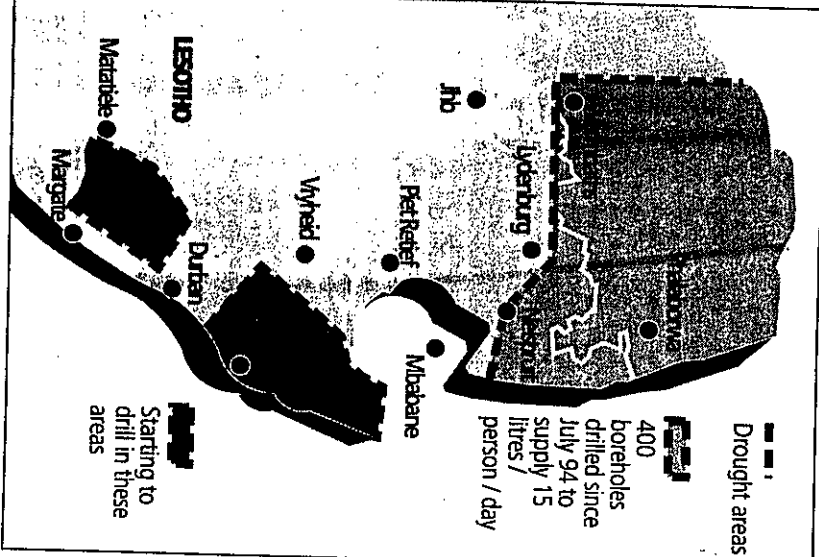 Drought areas
400
boreholes
drilled since
July 94 to
supply 15
litres /
person / day
Starting to
drill in these
areas
Jhb
Lydenburg
Mbabane
Piet Retief
Vryheid
LESOTHO
Durban
Matatiele
Margate